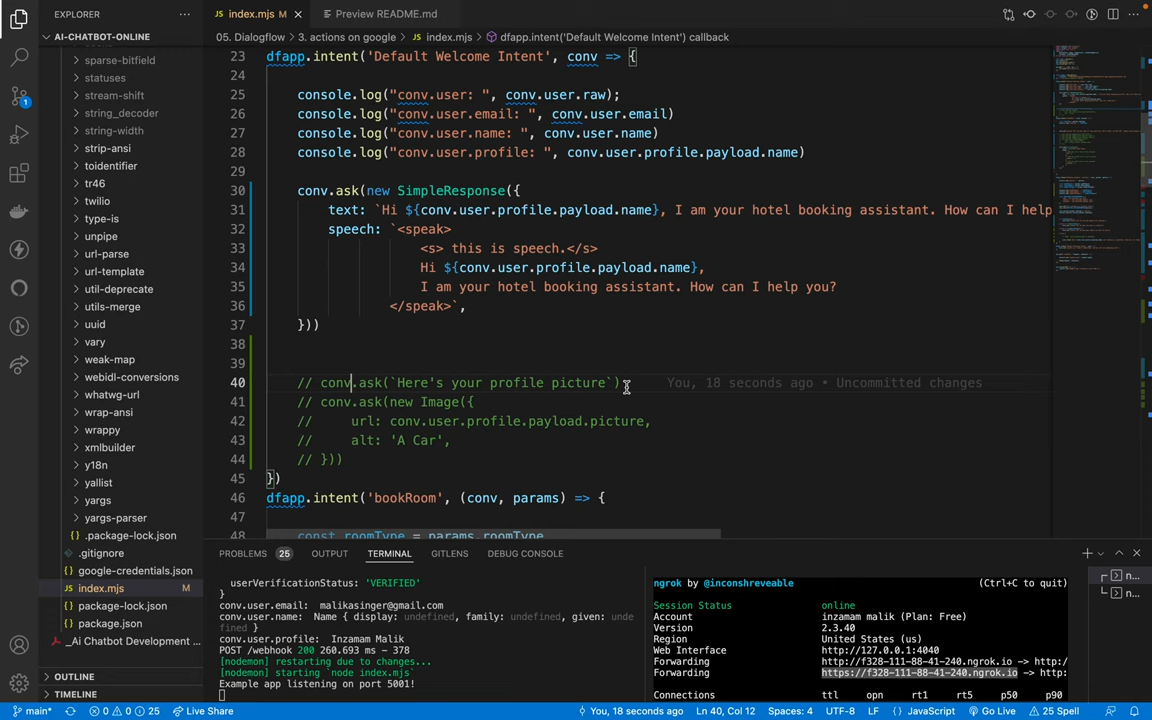 EXPLORER
index.mjs M
Preview README.md
AI-CHATBOT-ONLINE
05. Dialogflow > 3. actions on google > index.mjs > dfapp.intent('Default Welcome Intent') callback
sparse-bitfield
statuses
stream-shift
string_decoder
string-width
strip-ansi
toidentifier
tr46
twilio
type-is
unpipe
url-parse
url-template
util-deprecate
utils-merge
uuid
vary
weak-map
webidl-conversions
whatwg-url
wrap-ansi
wrappy
xmlbuilder
y18n
yallist
yargs
yargs-parser
.package-lock.json
.gitignore
google-credentials.json
index.mjs M
package-lock.json
package.json
_Ai Chatbot Development ...
OUTLINE
TIMELINE
23 dfapp.intent('Default Welcome Intent', conv => {
24
25 console.log("conv.user: ", conv.user.raw);
26 console.log("conv.user.email: ", conv.user.email)
27 console.log("conv.user.name: ", conv.user.name)
28 console.log("conv.user.profile: ", conv.user.profile.payload.name)
29
30 conv.ask(new SimpleResponse({
31 text: `Hi ${conv.user.profile.payload.name}, I am your hotel booking assistant. How can I help
32 speech: `<speak>
33 <s> this is speech.</s>
34 Hi ${conv.user.profile.payload.name},
35 I am your hotel booking assistant. How can I help you?
36 </speak>`,
37 }))
38
39
40 // conv.ask(`Here's your profile picture`) You, 18 seconds ago • Uncommitted changes
41 // conv.ask(new Image({
42 // url: conv.user.profile.payload.picture,
43 // alt: 'A Car',
44 // }))
45 })
46 dfapp.intent('bookRoom', (conv, params) => {
47
48 const roomType = params.roomType
PROBLEMS 25 OUTPUT TERMINAL GITLENS DEBUG CONSOLE
userVerificationStatus: 'VERIFIED'
}
conv.user.email: malikasinger@gmail.com
conv.user.name: Name { display: undefined, family: undefined, given: unde
fined }
conv.user.profile: Inzamam Malik
POST /webhook 200 260.693 ms - 378
[nodemon] restarting due to changes...
[nodemon] starting `node index.mjs`
Example app listening on port 5001!
ngrok by @inconshreveable (Ctrl+C to quit)
Session Status online
Account inzamam malik (Plan: Free)
Version 2.3.40
Region United States (us)
Web Interface http://127.0.0.1:4040
Forwarding http://f328-111-88-41-240.ngrok.io -> http:/
Forwarding https://f328-111-88-41-240.ngrok.io -> http:
Connections ttl opn rt1 rt5 p50 p90
n...
n...
1
main* 0 0 25 Live Share You, 18 seconds ago Ln 40, Col 12 Spaces: 4 UTF-8 LF JavaScript Go Live 25 Spell